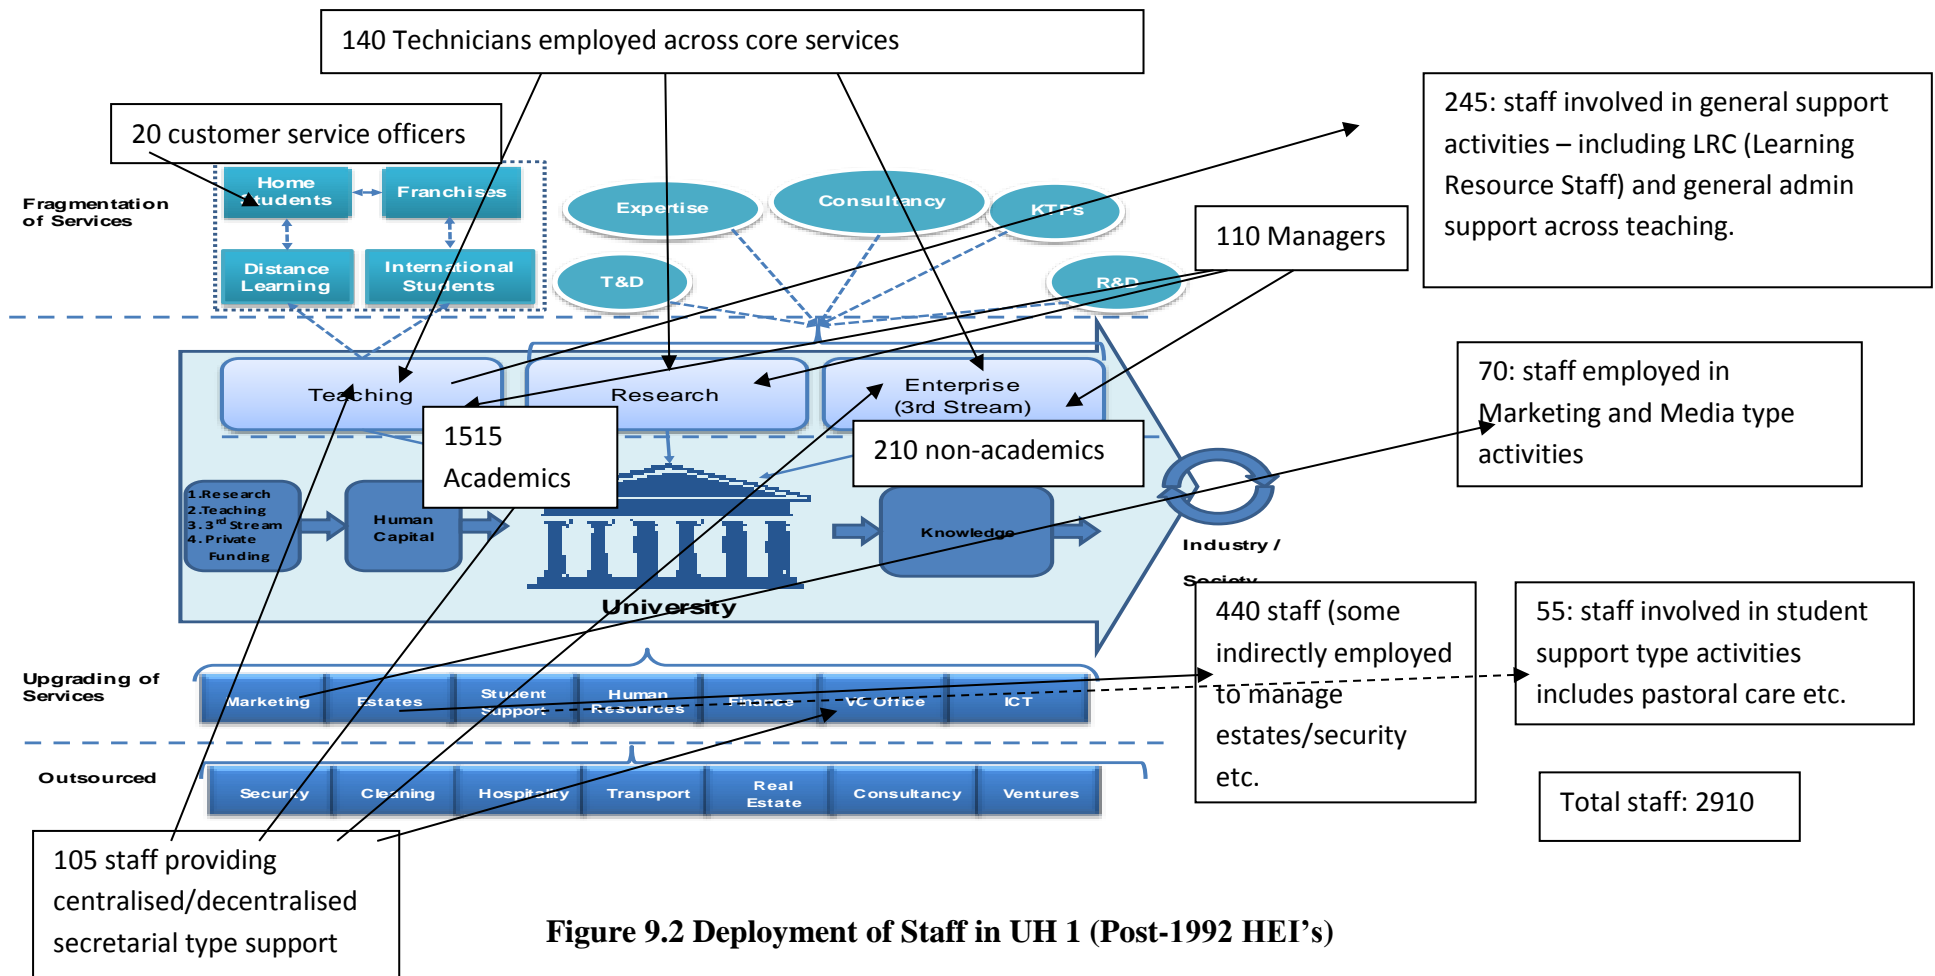 140 Technicians employed across core services
20 customer service officers
245: staff involved in general support
activities – including LRC (Learning
Resource Staff) and general admin
support across teaching.
Fragmentation
of Services
Home
Students
Franchises
Distance
Learning
International
Students
Expertise
Consultancy
KTPs
T&D
R&D
110 Managers
Teaching
Research
Enterprise
(3rd Stream)
70: staff employed in
Marketing and Media type
activities
1515
Academics
210 non-academics
1.Research
2.Teaching
3.3rd Stream
4. Private
Funding
Human
Capital
University
Knowledge
Industry /
Society
440 staff (some
indirectly employed
to manage
estates/security
etc.
55: staff involved in student
support type activities
includes pastoral care etc.
Upgrading of
Services
Marketing
Estates
Student
Support
Human
Resources
Finance
VC Office
ICT
Outsourced
Security
Cleaning
Hospitality
Transport
Real
Estate
Consultancy
Ventures
Total staff: 2910
105 staff providing
centralised/decentralised
secretarial type support
Figure 9.2 Deployment of Staff in UH 1 (Post-1992 HEI’s)